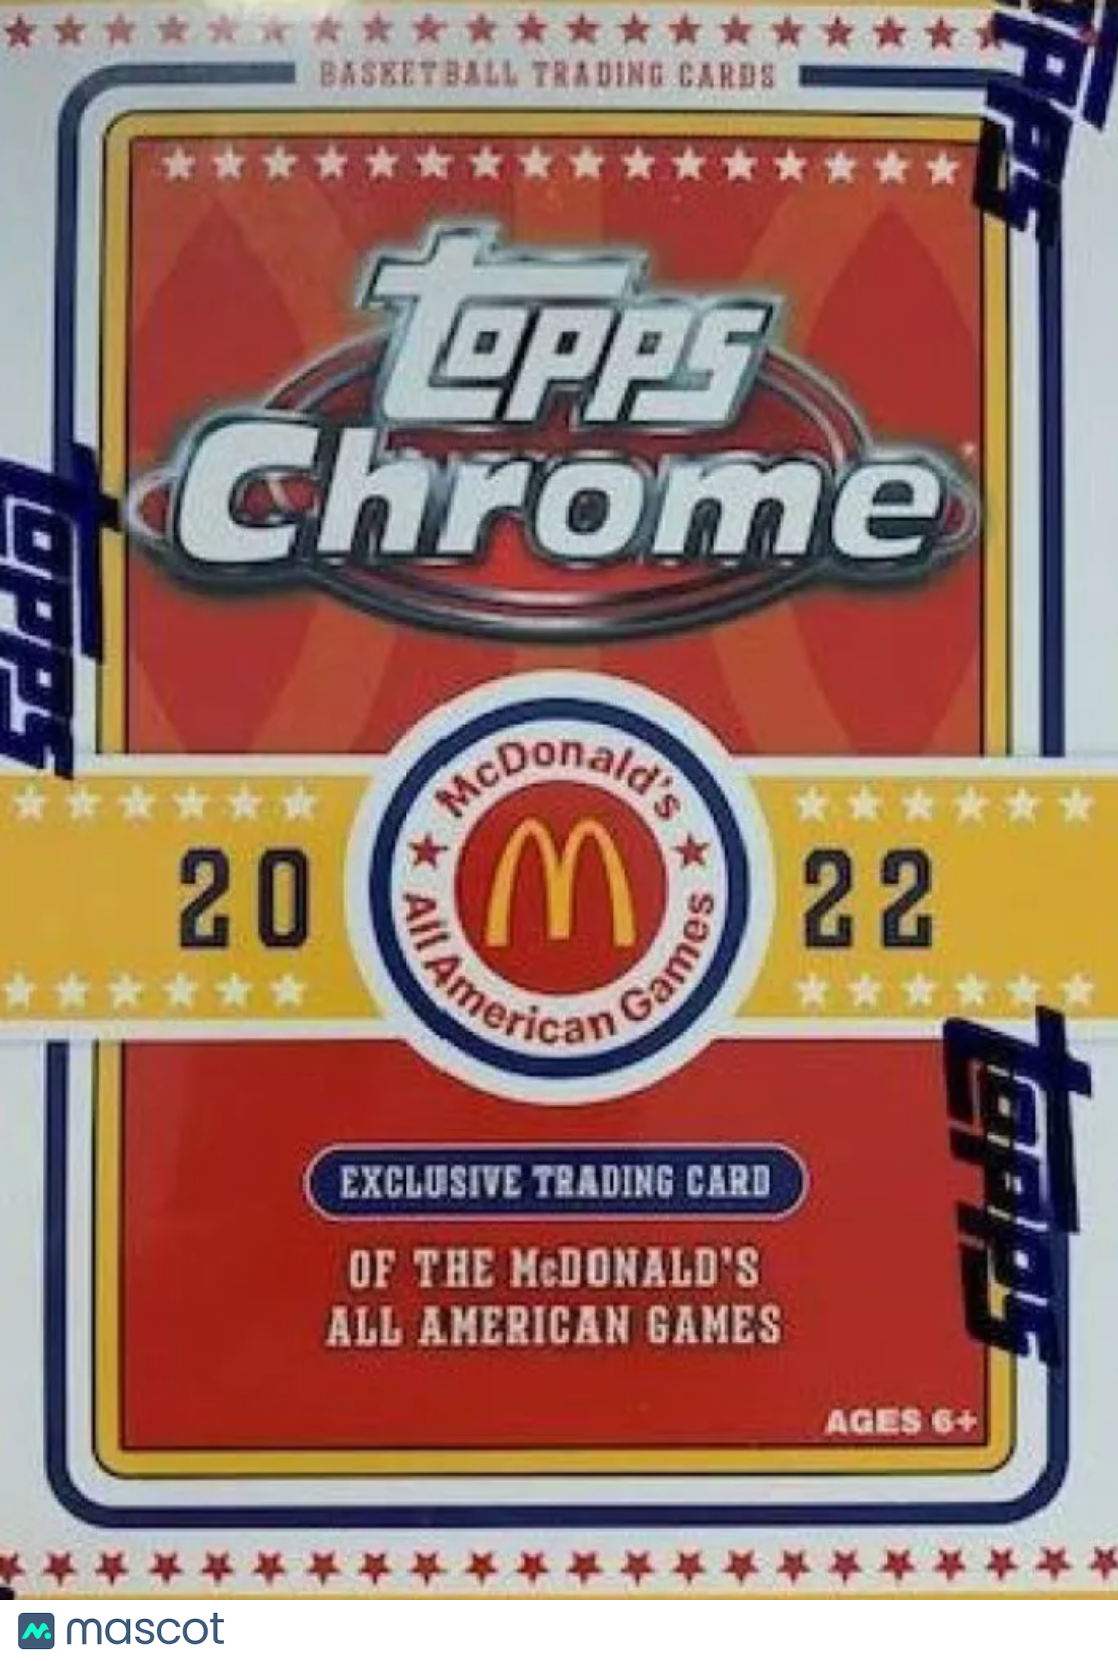 BASKETBALL TRADING CARDS
topps
topps
Chrome
topps
McDonald's
20
22
All American Games
topps
EXCLUSIVE TRADING CARD
OF THE McDONALD'S
ALL AMERICAN GAMES
AGES 6+
mascot